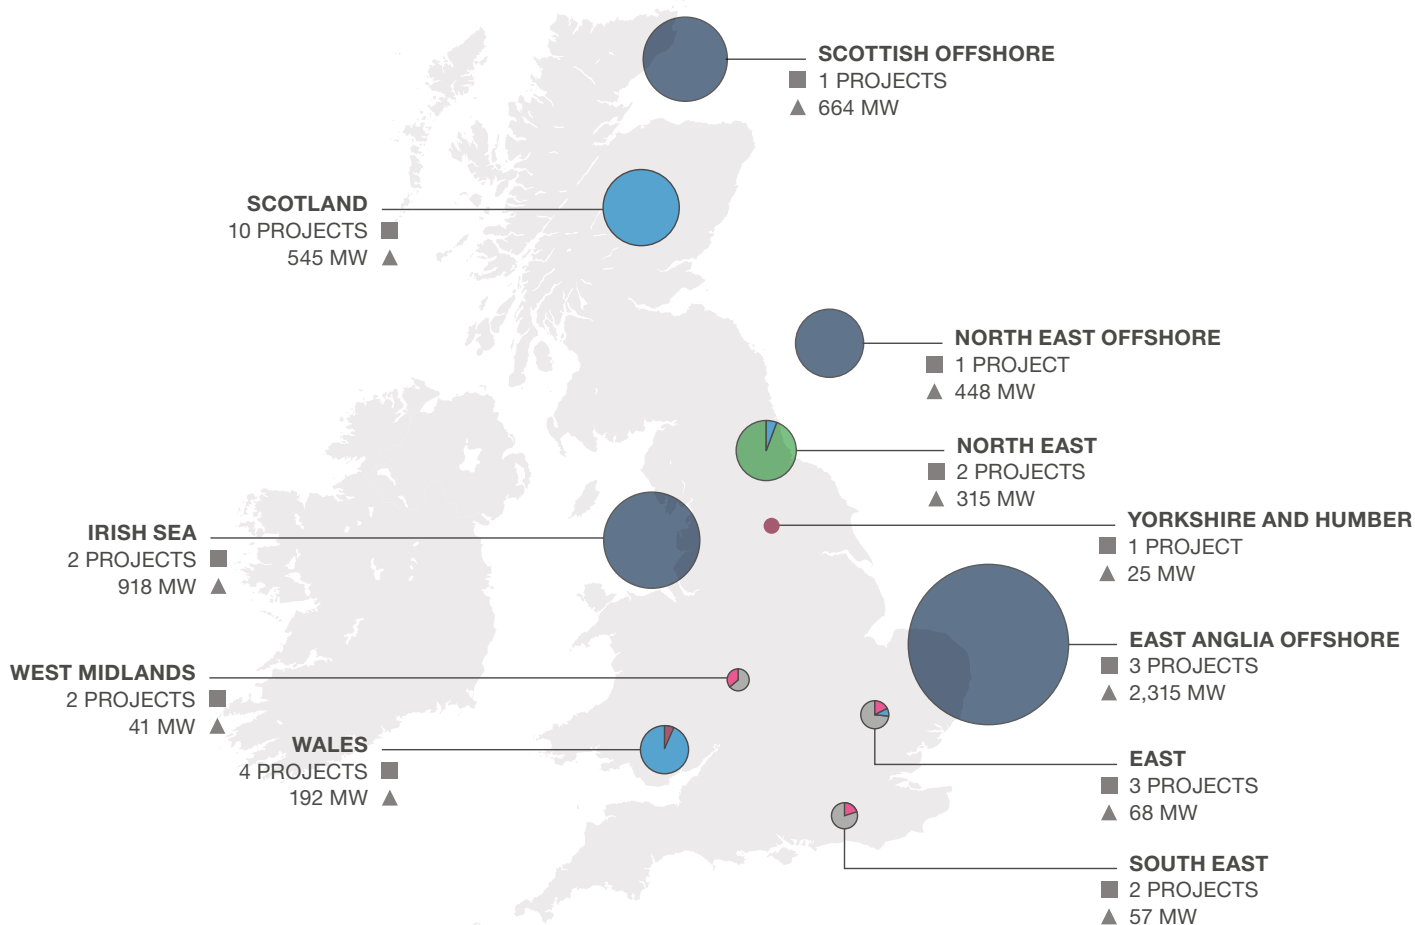 SCOTTISH OFFSHORE
1 PROJECTS
664 MW
SCOTLAND
10 PROJECTS
545 MW
NORTH EAST OFFSHORE
1 PROJECT
448 MW
NORTH EAST
2 PROJECTS
315 MW
IRISH SEA
2 PROJECTS
918 MW
YORKSHIRE AND HUMBER
1 PROJECT
25 MW
EAST ANGLIA OFFSHORE
3 PROJECTS
2,315 MW
WEST MIDLANDS
2 PROJECTS
41 MW
WALES
4 PROJECTS
192 MW
EAST
3 PROJECTS
68 MW
SOUTH EAST
2 PROJECTS
57 MW